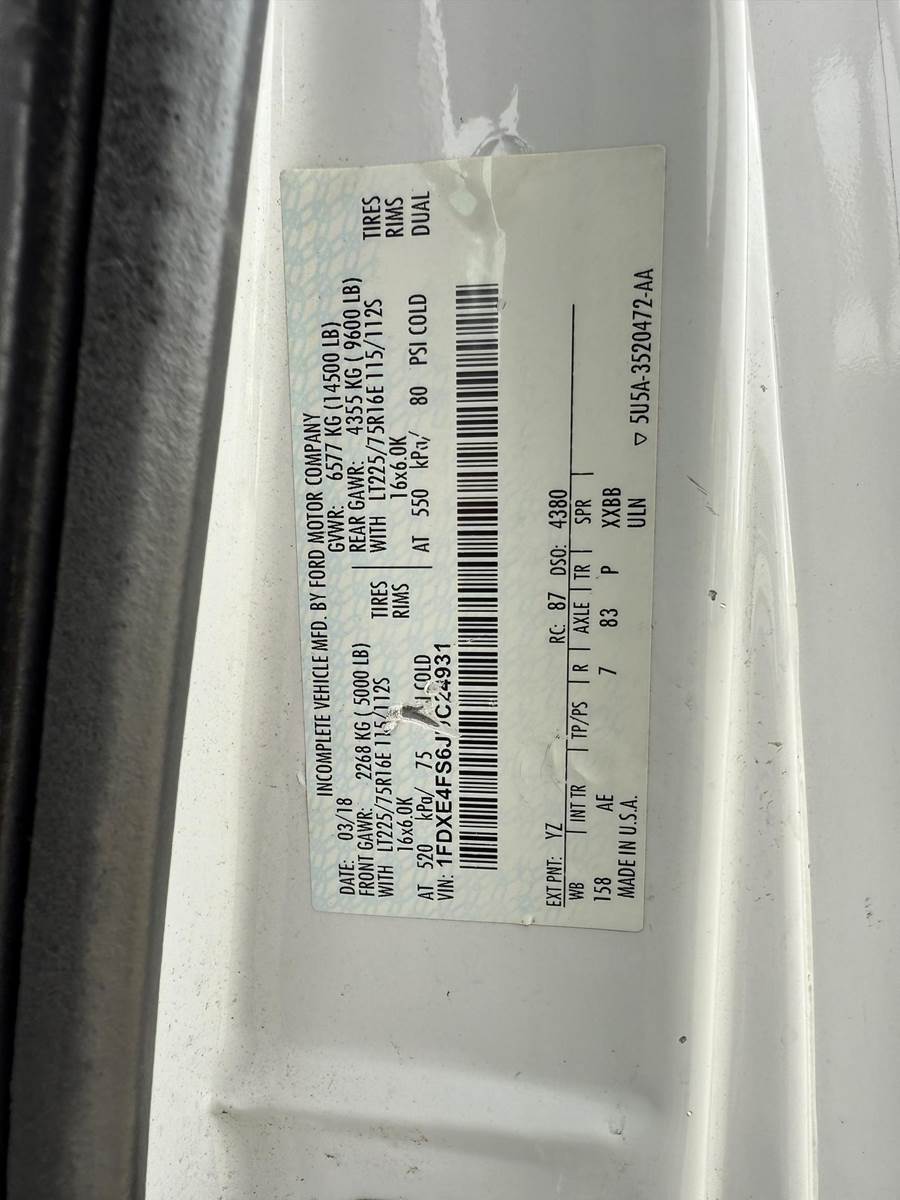 INCOMPLETE VEHICLE MFD. BY FORD MOTOR COMPANY
DATE: 03/18 GVWR: 6577 KG (14500 LB)
FRONT GAWR: 2268 KG ( 5000 LB) REAR GAWR: 4355 KG ( 9600 LB)
WITH LT225/75R16E 115/112S TIRES WITH LT225/75R16E 115/112S TIRES
16x6.0K RIMS 16x6.0K RIMS
AT 520 kPa/ 75 COLD AT 550 kPa/ 80 PSI COLD DUAL
VIN: 1FDXE4FS6JDC24931
EXT PNT: YZ RC: 87 DSO: 4380
WB INT TR TP/PS R AXLE TR SPR
158 AE 7 83 P XXBB
MADE IN U.S.A. ULN ▽ 5U5A-3520472-AA